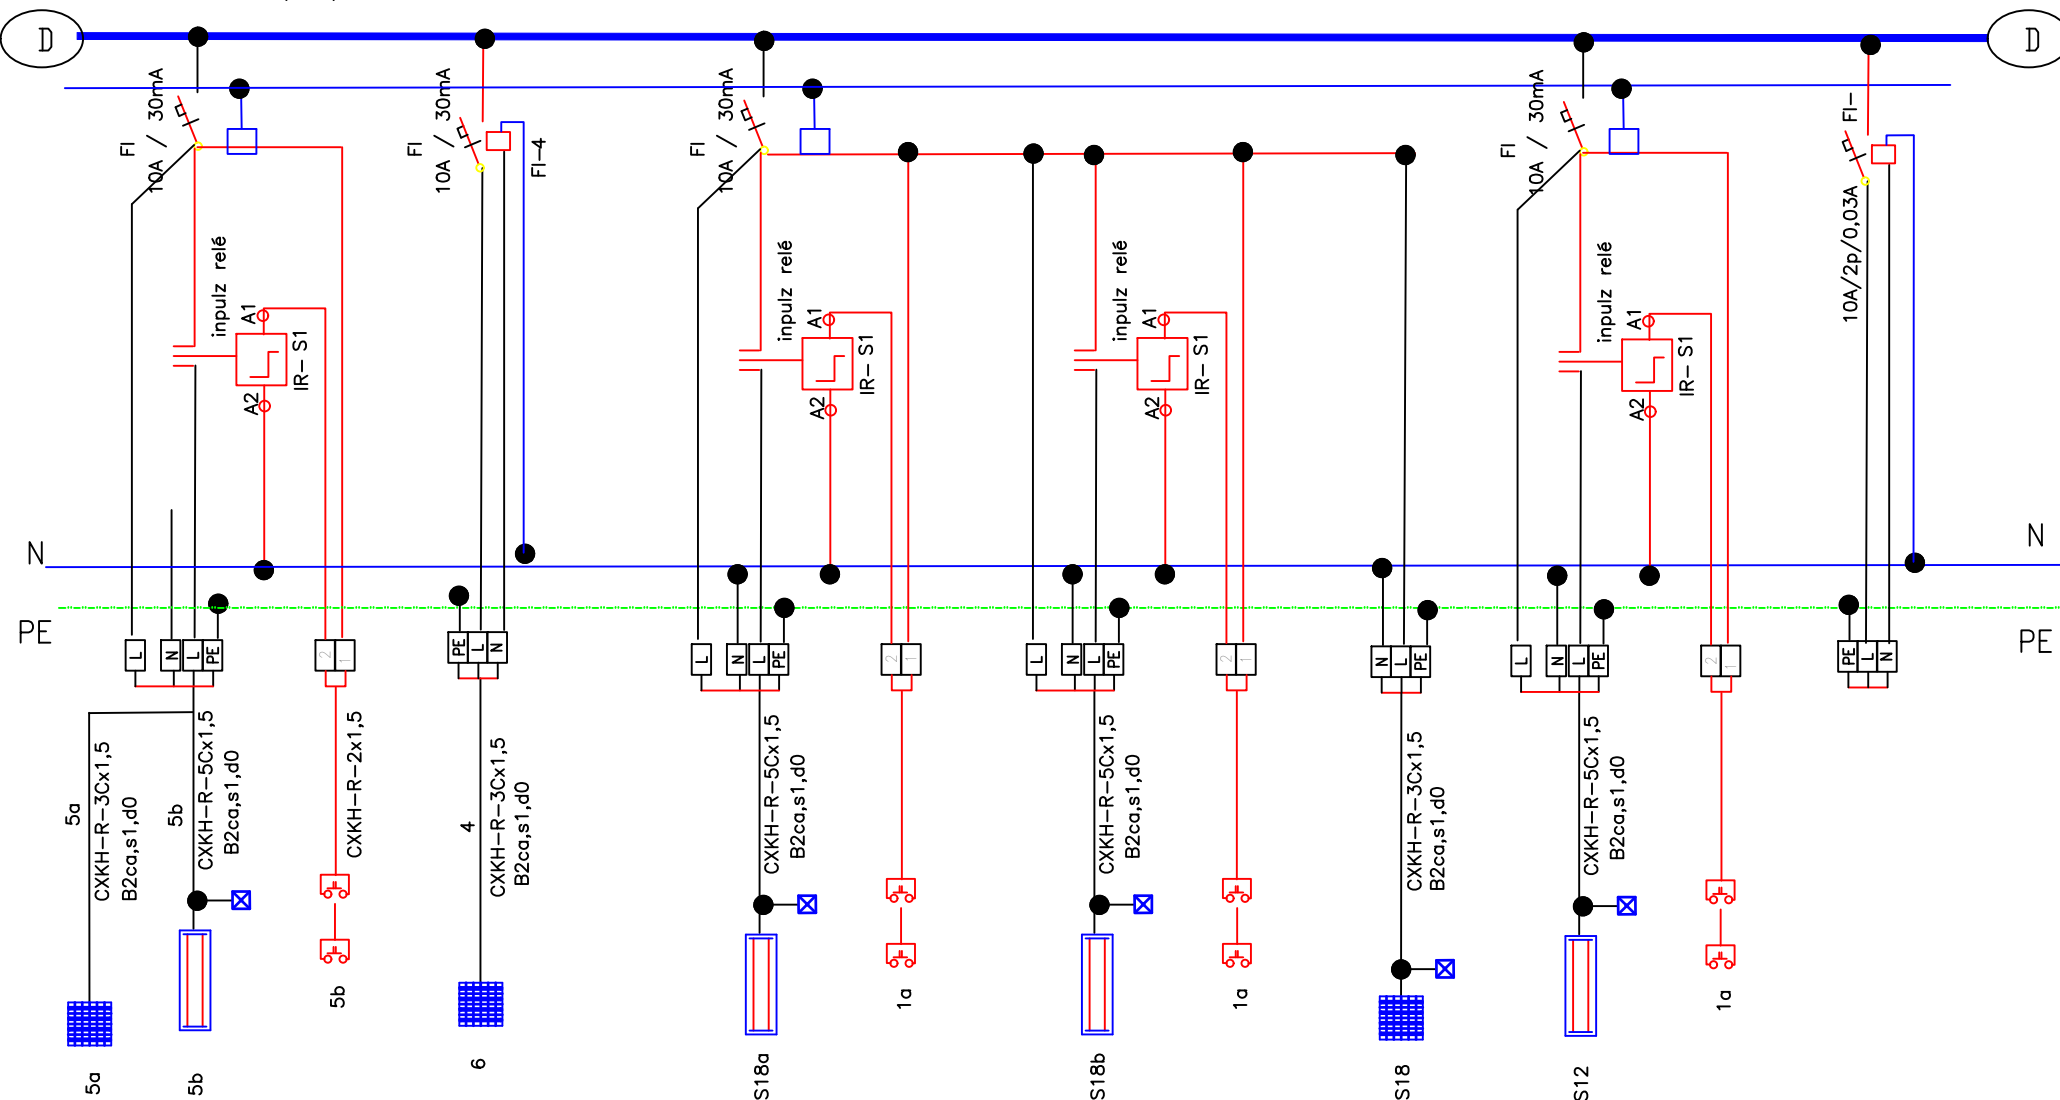 D
D
FI
10A / 30mA
FI
10A / 30mA
FI-4
FI
10A / 30mA
FI
10A / 30mA
FI-
10A/2p/0,03A
inpulz relé
A1
A2
IR- S1
inpulz relé
A1
A2
IR- S1
inpulz relé
A1
A2
IR- S1
inpulz relé
A1
A2
IR- S1
N
N
PE
PE
L
N
L
PE
2
1
PE
L
N
L
N
L
PE
2
1
L
N
L
PE
2
1
N
L
PE
L
N
L
PE
2
1
PE
L
N
5a
CXKH-R-3Cx1,5
B2ca,s1,d0
5b
CXKH-R-5Cx1,5
B2ca,s1,d0
CXKH-R-2x1,5
4
CXKH-R-3Cx1,5
B2ca,s1,d0
CXKH-R-5Cx1,5
B2ca,s1,d0
CXKH-R-5Cx1,5
B2ca,s1,d0
CXKH-R-3Cx1,5
B2ca,s1,d0
CXKH-R-5Cx1,5
B2ca,s1,d0
5a
5b
5b
6
S18a
1a
S18b
1a
S18
S12
1a